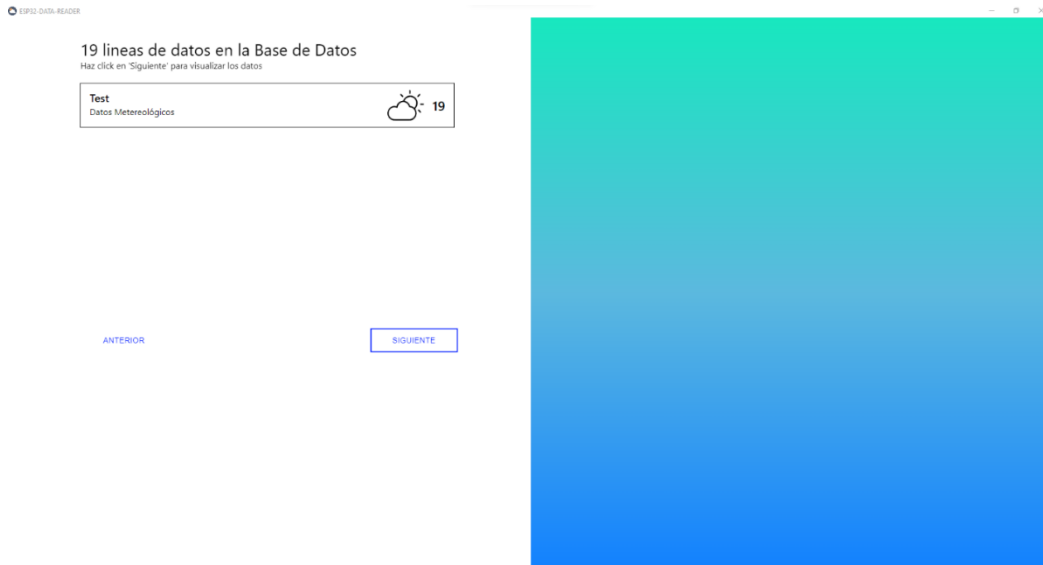 ESP32-DATA-READER
19 lineas de datos en la Base de Datos
Haz click en 'Siguiente' para visualizar los datos
Test
Datos Metereológicos
19
ANTERIOR
SIGUIENTE